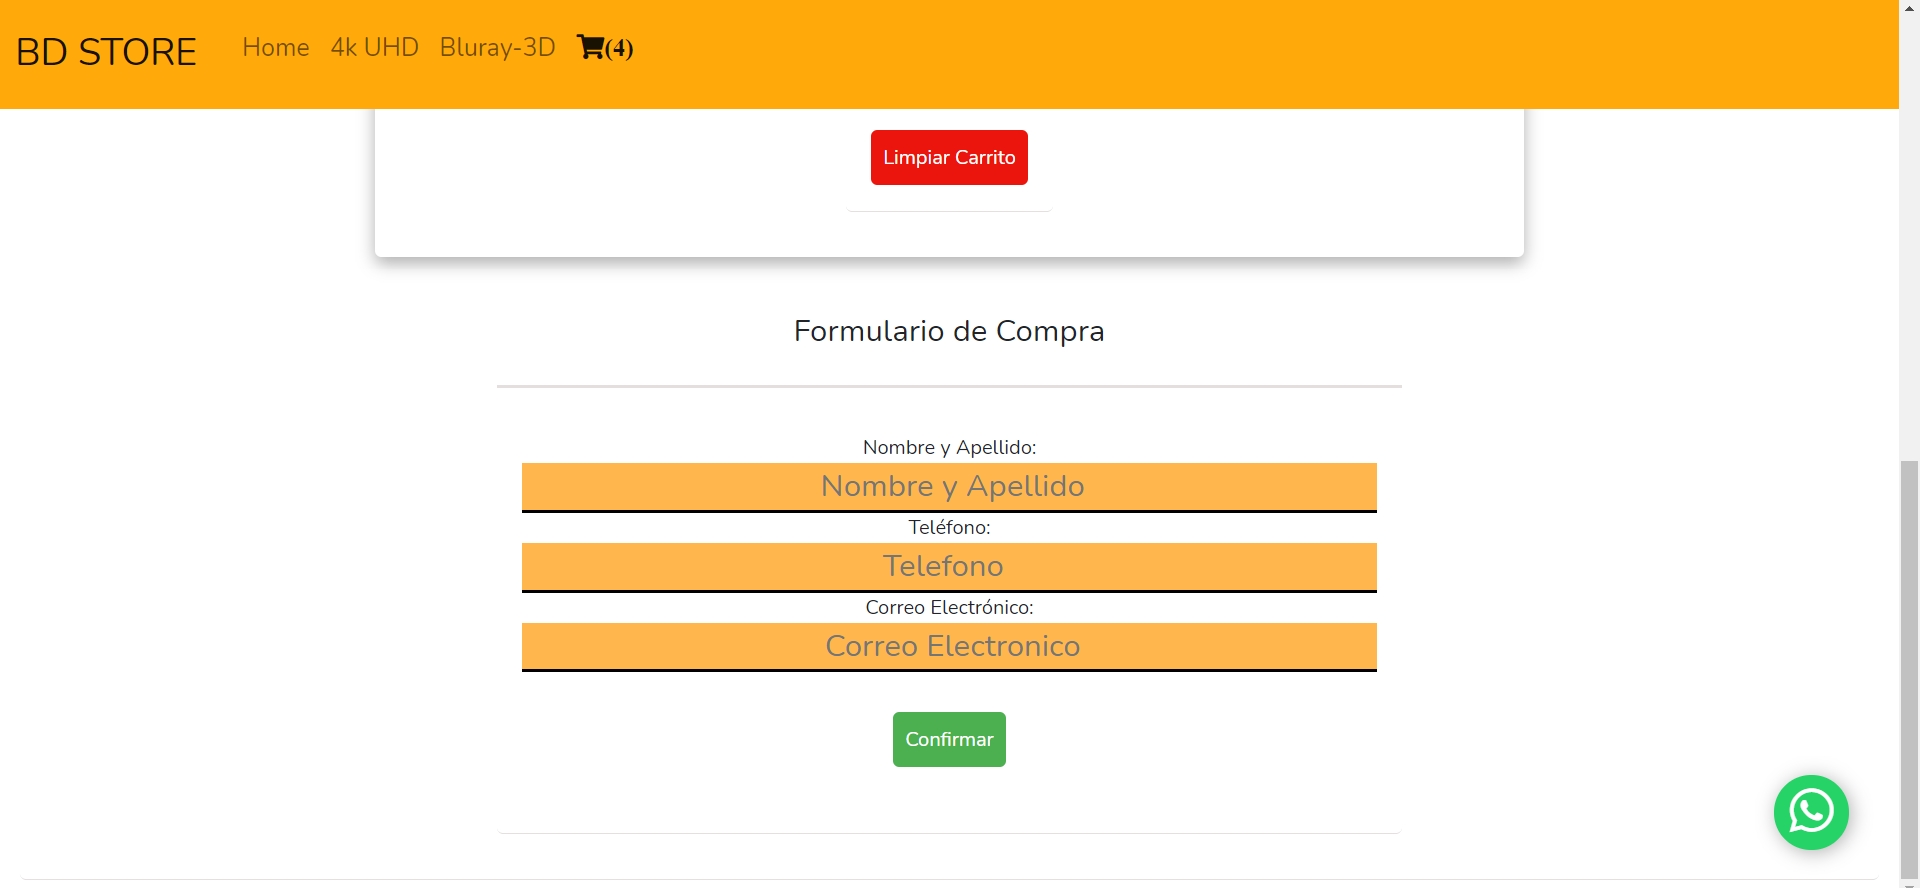 BD STORE Home 4k UHD Bluray-3D (4)
Limpiar Carrito
Formulario de Compra
Nombre y Apellido:
Nombre y Apellido
Teléfono:
Telefono
Correo Electrónico:
Correo Electronico
Confirmar